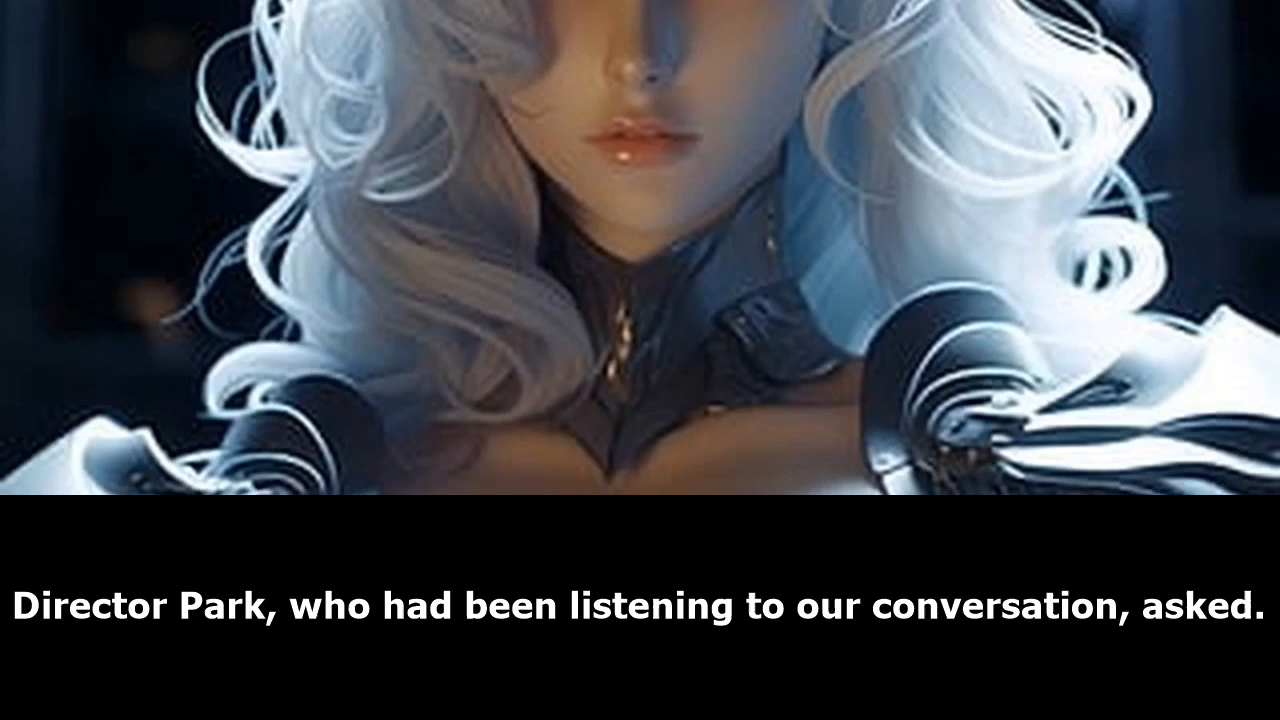 Director Park, who had been listening to our conversation, asked.